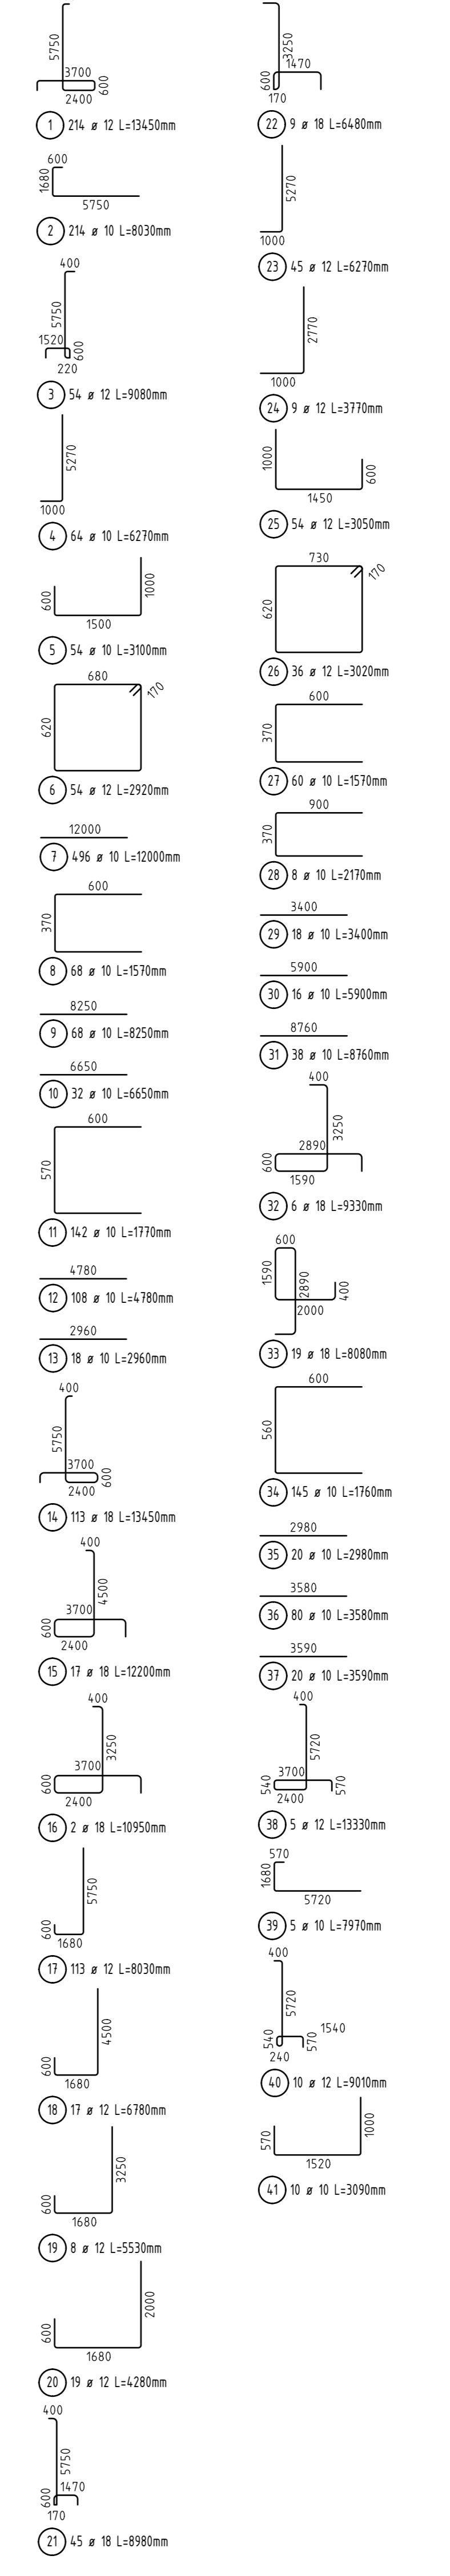 5750
3700
600
2400
1 214 ø 12 L=13450mm
600
1680
5750
2 214 ø 10 L=8030mm
400
5750
1520
600
220
3 54 ø 12 L=9080mm
5270
1000
4 64 ø 10 L=6270mm
1000
600
1500
5 54 ø 10 L=3100mm
680
170
620
6 54 ø 12 L=2920mm
12000
7 496 ø 10 L=12000mm
600
370
8 68 ø 10 L=1570mm
8250
9 68 ø 10 L=8250mm
6650
10 32 ø 10 L=6650mm
600
570
11 142 ø 10 L=1770mm
4780
12 108 ø 10 L=4780mm
2960
13 18 ø 10 L=2960mm
400
5750
3700
600
2400
14 113 ø 18 L=13450mm
400
4500
3700
600
2400
15 17 ø 18 L=12200mm
400
3250
3700
600
2400
16 2 ø 18 L=10950mm
5750
600
1680
17 113 ø 12 L=8030mm
4500
600
1680
18 17 ø 12 L=6780mm
3250
600
1680
19 8 ø 12 L=5530mm
2000
600
1680
20 19 ø 12 L=4280mm
400
5750
1470
600
170
21 45 ø 18 L=8980mm
3250
1470
600
170
22 9 ø 18 L=6480mm
5270
1000
23 45 ø 12 L=6270mm
2770
1000
24 9 ø 12 L=3770mm
1000
600
1450
25 54 ø 12 L=3050mm
730
170
620
26 36 ø 12 L=3020mm
600
370
27 60 ø 10 L=1570mm
900
370
28 8 ø 10 L=2170mm
3400
29 18 ø 10 L=3400mm
5900
30 16 ø 10 L=5900mm
8760
31 38 ø 10 L=8760mm
400
3250
2890
600
1590
32 6 ø 18 L=9330mm
600
1590
2890
400
2000
33 19 ø 18 L=8080mm
600
560
34 145 ø 10 L=1760mm
2980
35 20 ø 10 L=2980mm
3580
36 80 ø 10 L=3580mm
3590
37 20 ø 10 L=3590mm
400
5720
3700
540
570
2400
38 5 ø 12 L=13330mm
570
1680
5720
39 5 ø 10 L=7970mm
400
5720
1540
540
570
240
40 10 ø 12 L=9010mm
1000
570
1520
41 10 ø 10 L=3090mm